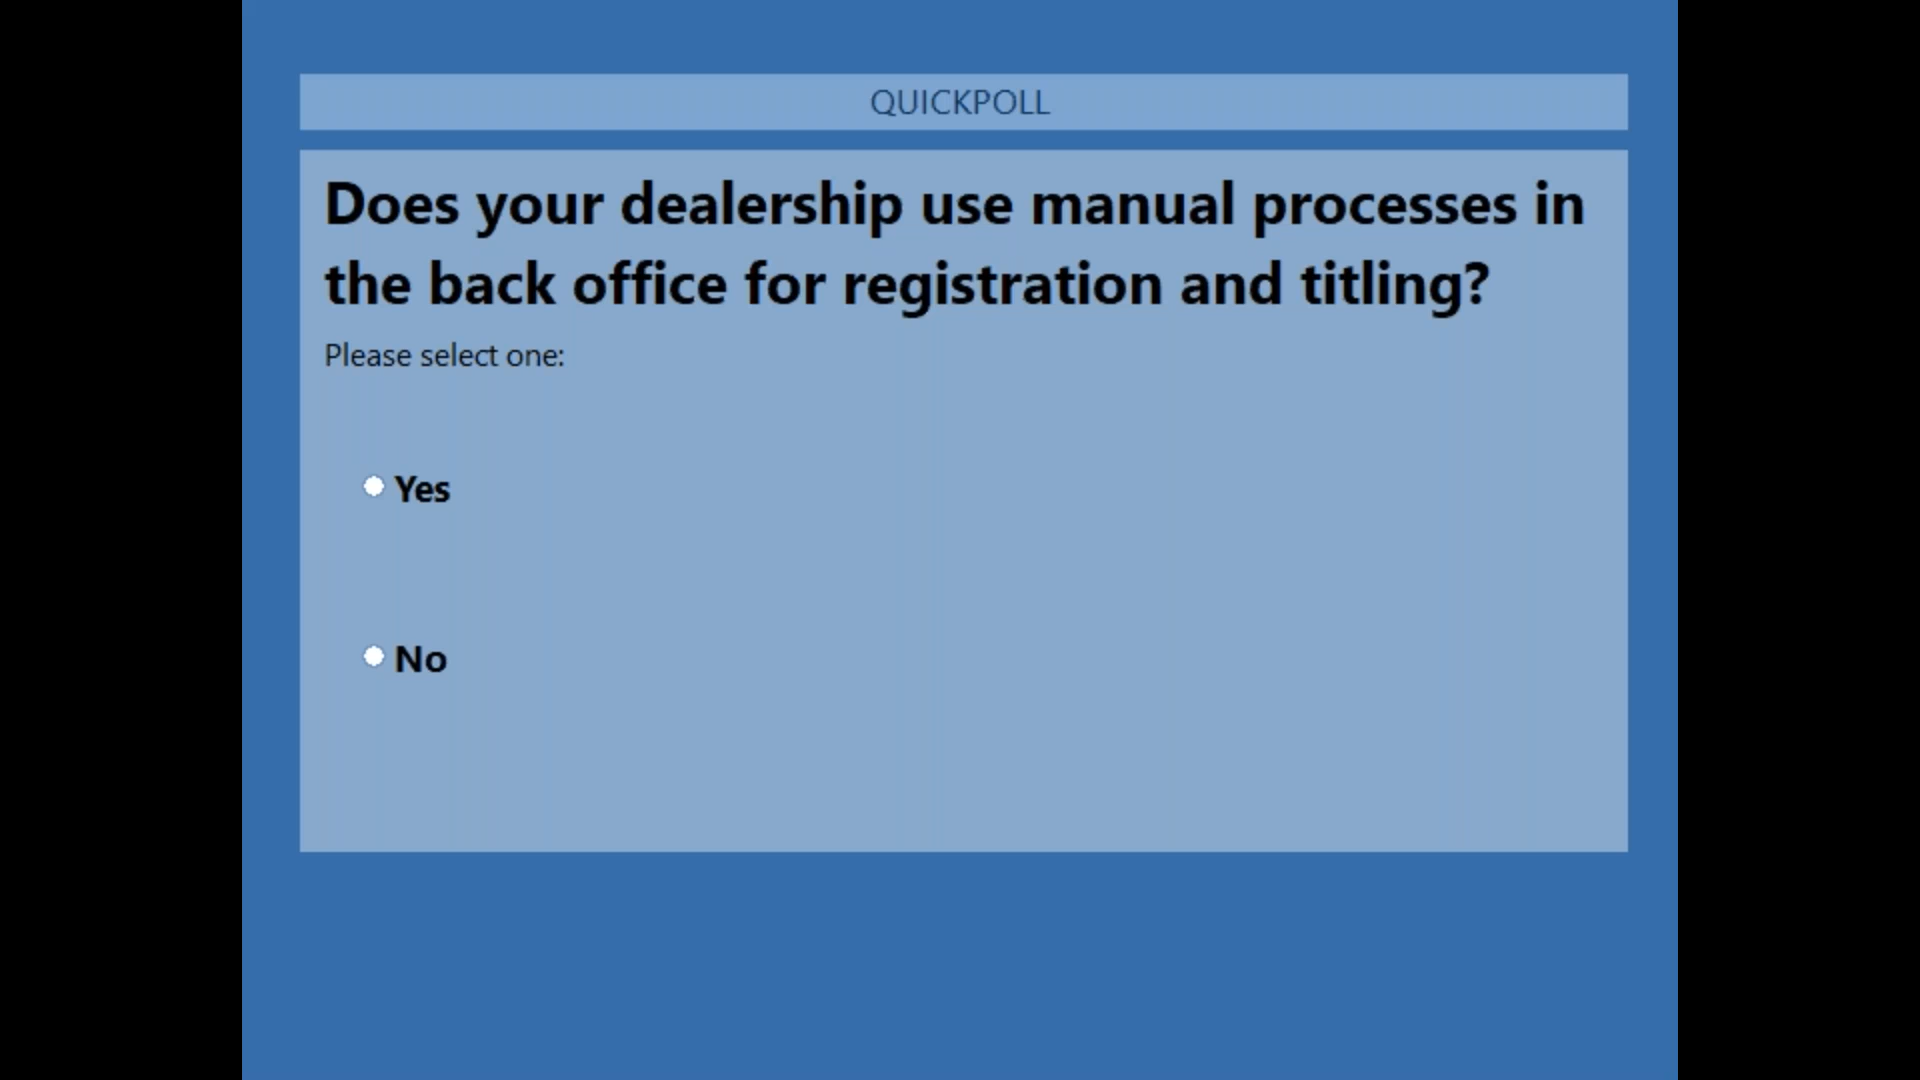 QUICKPOLL
Does your dealership use manual processes in
the back office for registration and titling?
Please select one:
Yes
No